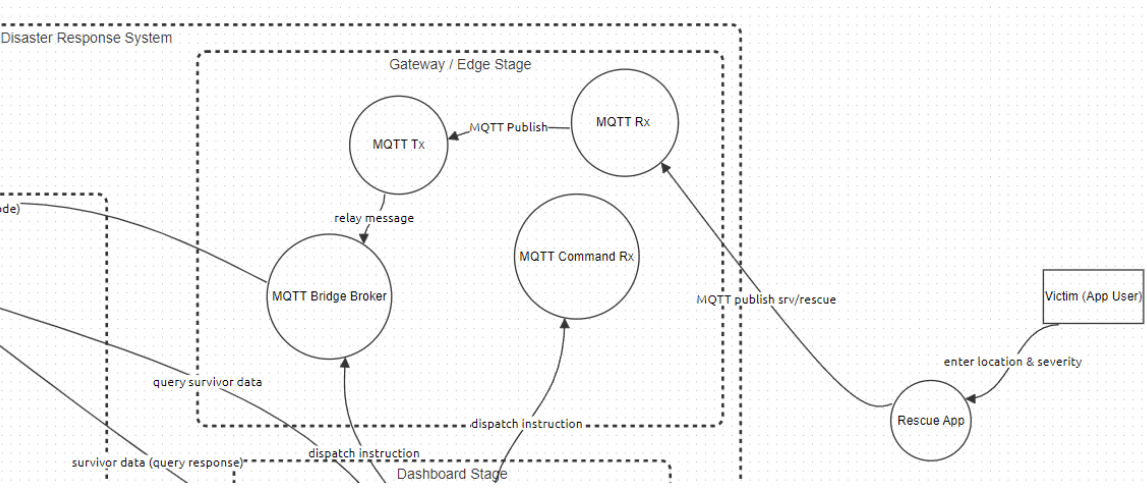 Disaster Response System
Gateway / Edge Stage
MQTT Rx
MQTT Publish
MQTT Tx
ode)
relay message
MQTT Command Rx
MQTT Bridge Broker
MQTT publish srv/rescue
Victim (App User)
enter location & severity
query survivor data
Rescue App
dispatch instruction
dispatch instruction
survivor data (query response)
Dashboard Stage